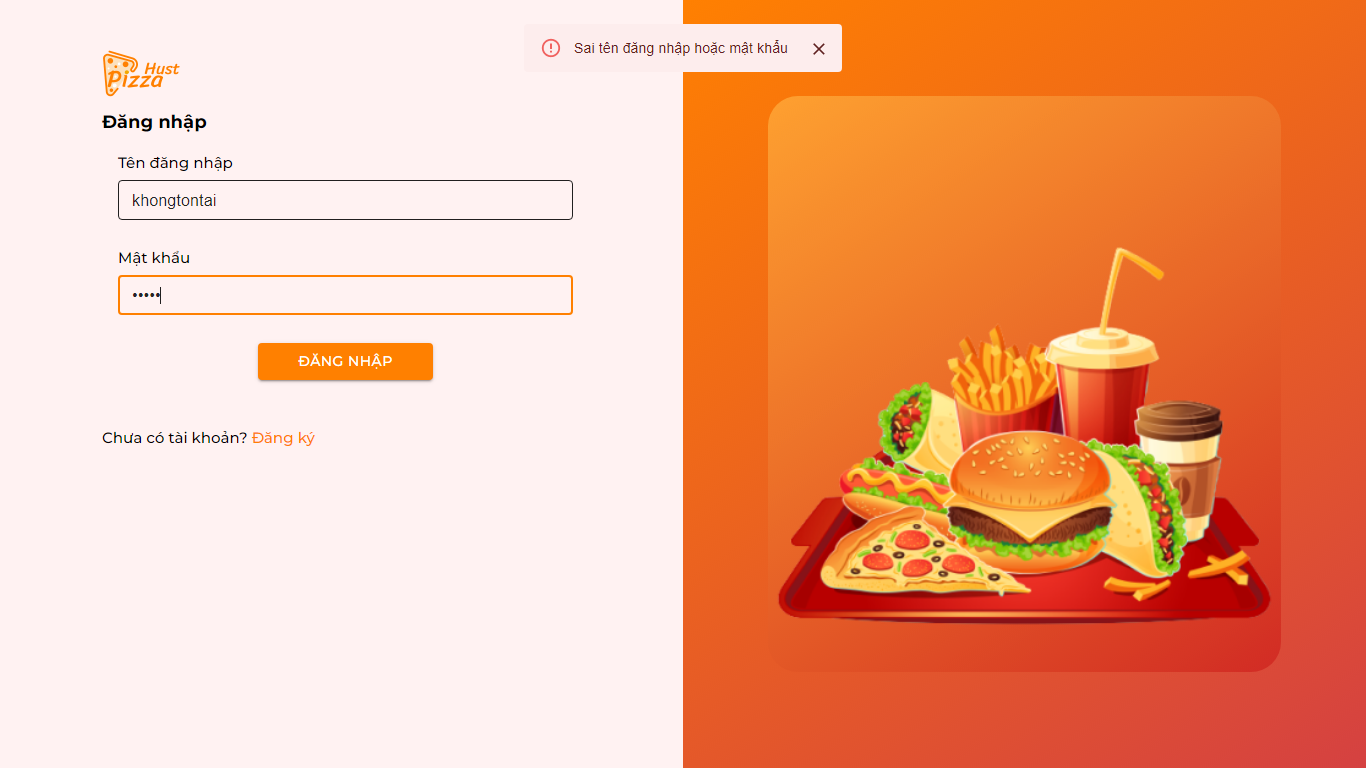 Sai tên đăng nhập hoặc mật khẩu
Hust
Pizza
Đăng nhập
Tên đăng nhập
khongtontai
Mật khẩu
•••••
ĐĂNG NHẬP
Chưa có tài khoản? Đăng ký